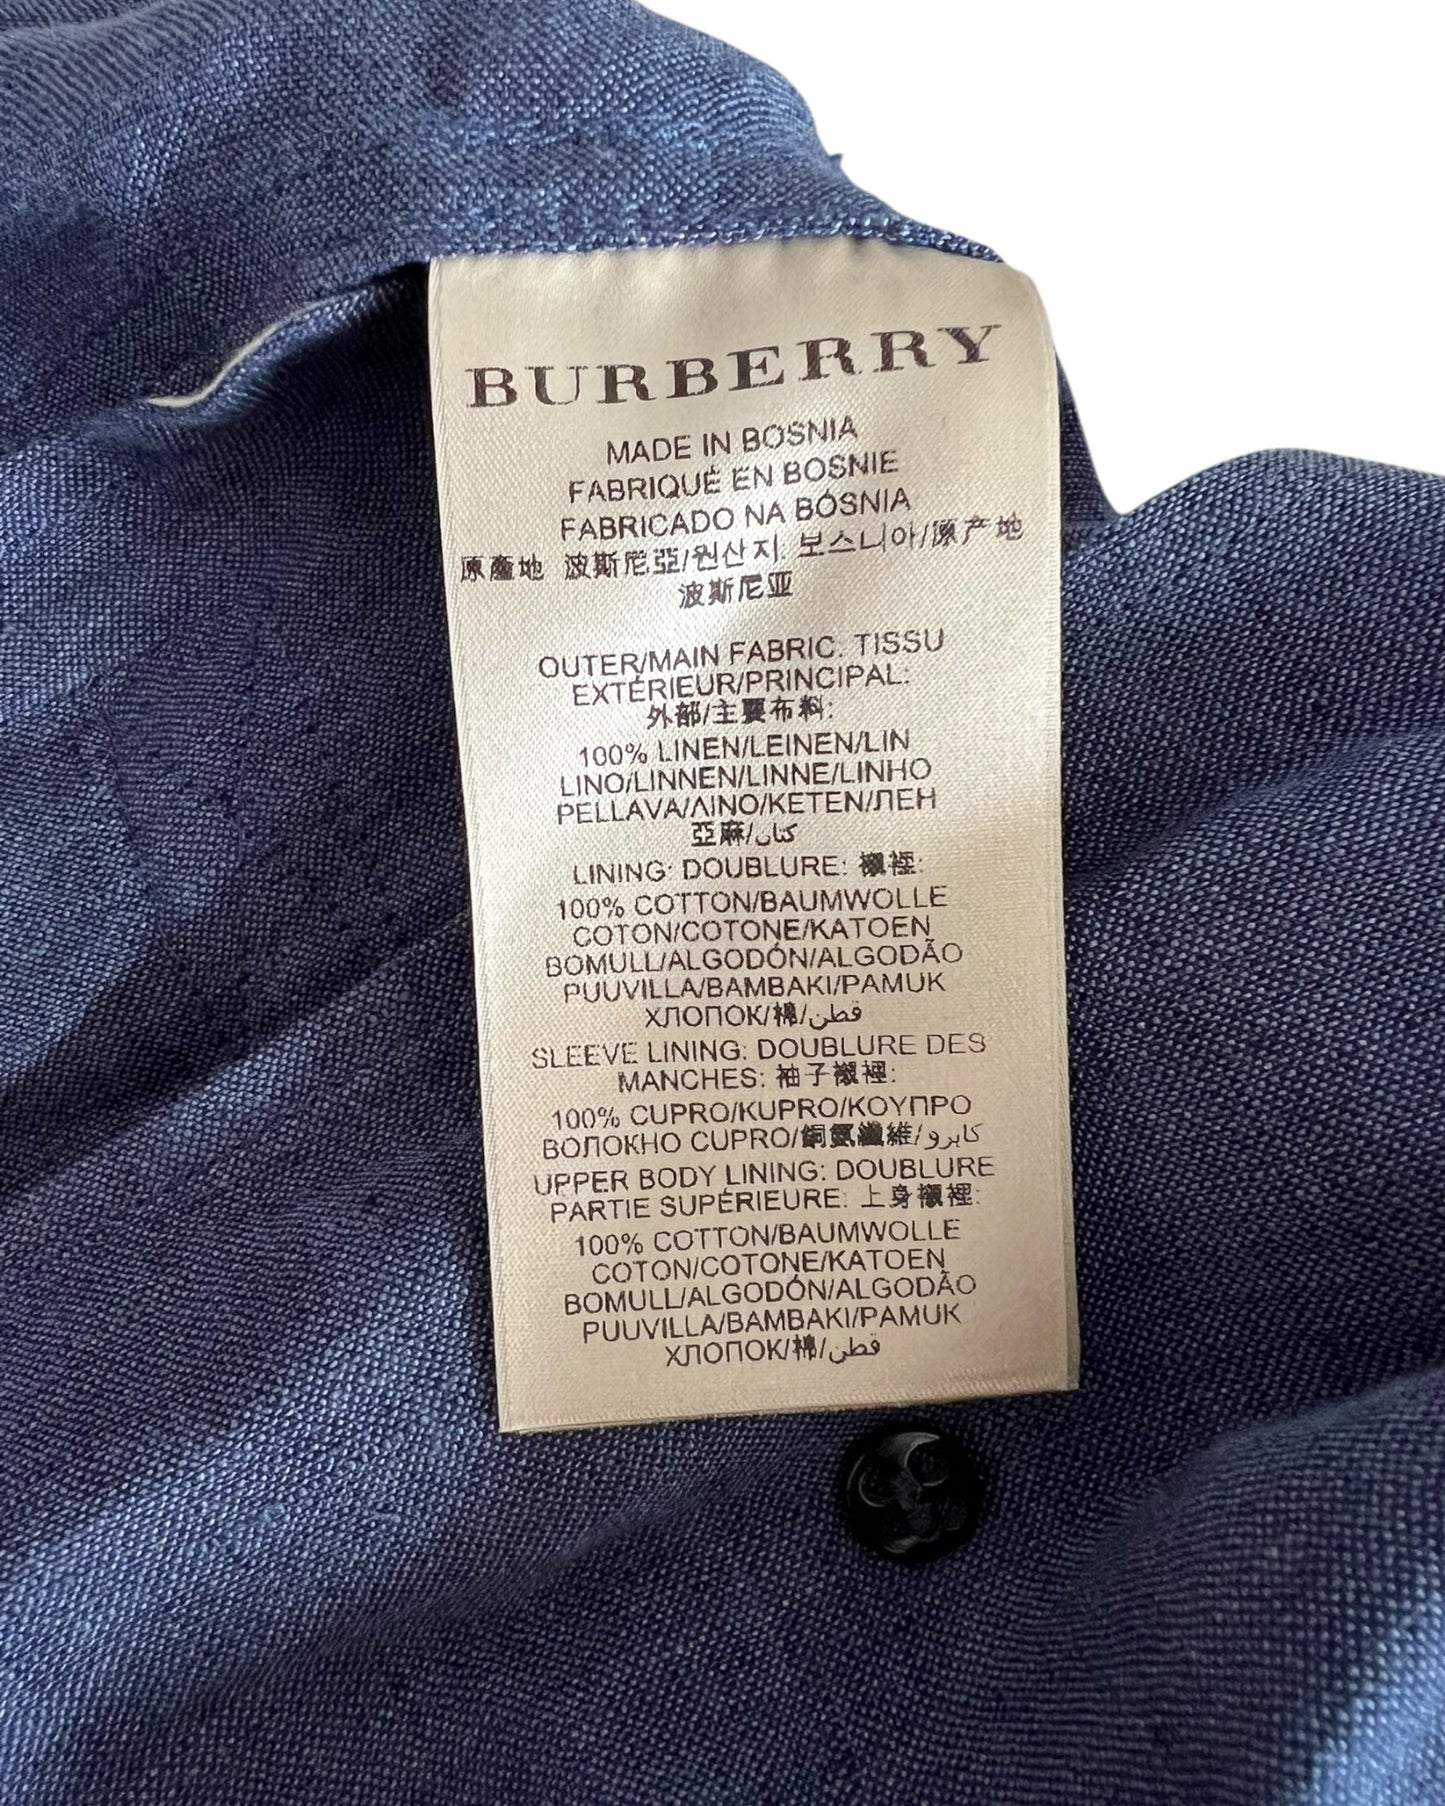 BURBERRY
MADE IN BOSNIA
FABRIQUÉ EN BOSNIE
FABRICADO NA BÓSNIA
原產地 波斯尼亞/원산지: 보스니아/原产地
波斯尼亚
OUTER/MAIN FABRIC: TISSU
EXTÉRIEUR/PRINCIPAL:
外部/主要布料:
100% LINEN/LEINEN/LIN
LINO/LINNEN/LINNE/LINHO
PELLAVA/ΛINO/KETEN/ЛЕН
亞麻/كتان
LINING: DOUBLURE: 襯裡:
100% COTTON/BAUMWOLLE
COTON/COTONE/KATOEN
BOMULL/ALGODÓN/ALGODÃO
PUUVILLA/BAMBAKI/PAMUK
ХЛОПОК/棉/قطن
SLEEVE LINING: DOUBLURE DES
MANCHES: 袖子襯裡:
100% CUPRO/KUPRO/ΚΟΥΠΡΟ
ВОЛОКНО CUPRO/銅氨纖維/كابرو
UPPER BODY LINING: DOUBLURE
PARTIE SUPÉRIEURE: 上身襯裡:
100% COTTON/BAUMWOLLE
COTON/COTONE/KATOEN
BOMULL/ALGODÓN/ALGODÃO
PUUVILLA/BAMBAKI/PAMUK
ХЛОПОК/棉/قطن